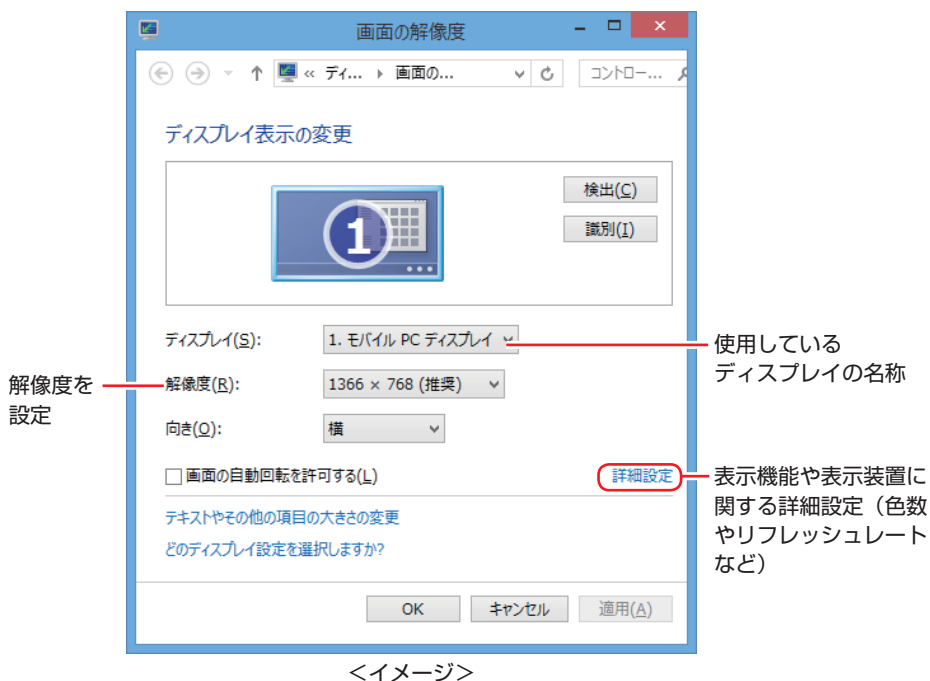 画面の解像度
« ディ... 画面の...
コントロー...
ディスプレイ表示の変更
1
検出(C)
識別(I)
ディスプレイ(S):
1. モバイル PC ディスプレイ
使用している
ディスプレイの名称
解像度を
設定
解像度(R):
1366 × 768 (推奨)
向き(O):
横
画面の自動回転を許可する(L)
詳細設定
表示機能や表示装置に
関する詳細設定（色数
やリフレッシュレート
など）
テキストやその他の項目の大きさの変更
どのディスプレイ設定を選択しますか?
OK
キャンセル
適用(A)
＜イメージ＞